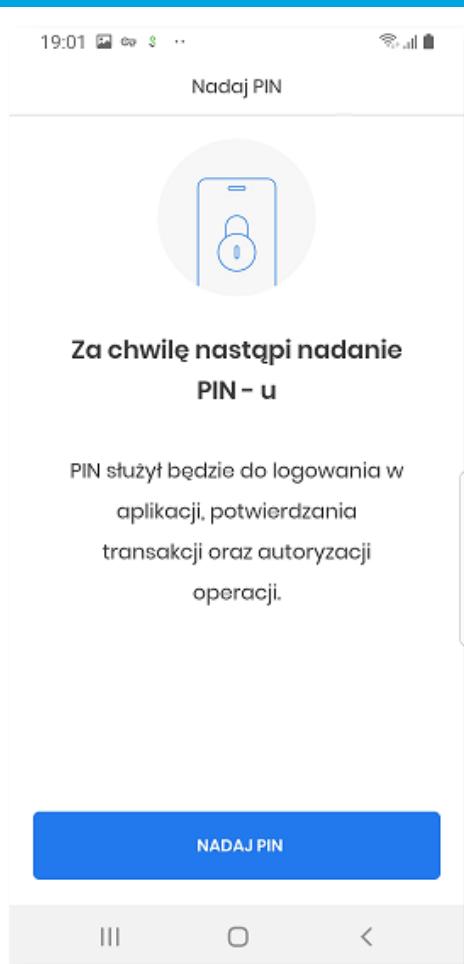 19:01
Nadaj PIN
Za chwilę nastąpi nadanie
PIN - u
PIN służył będzie do logowania w
aplikacji, potwierdzania
transakcji oraz autoryzacji
operacji.
NADAJ PIN